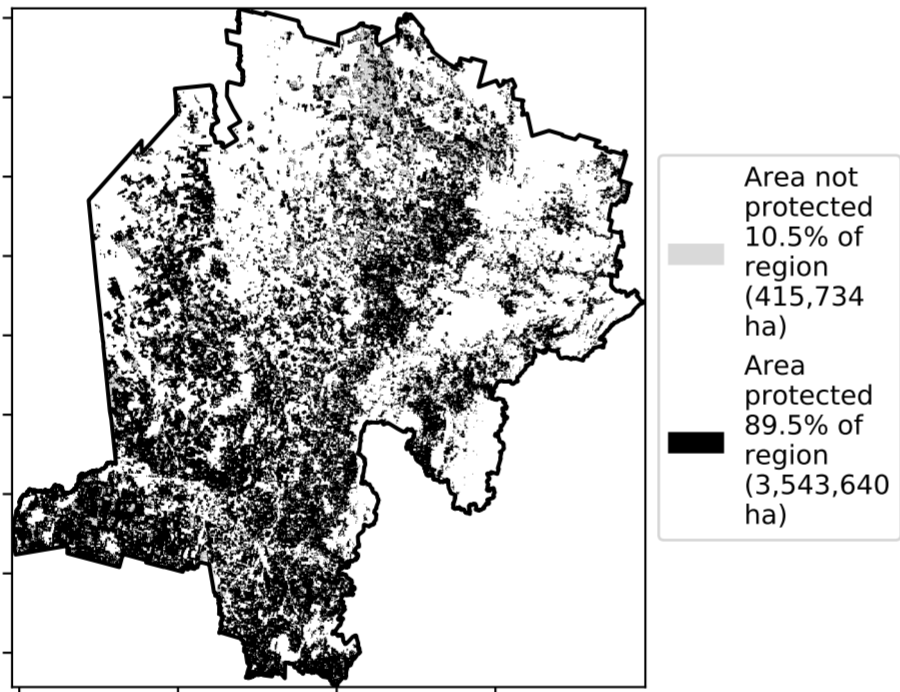 Area not
protected
10.5% of
region
(415,734
ha)
Area
protected
89.5% of
region
(3,543,640
ha)